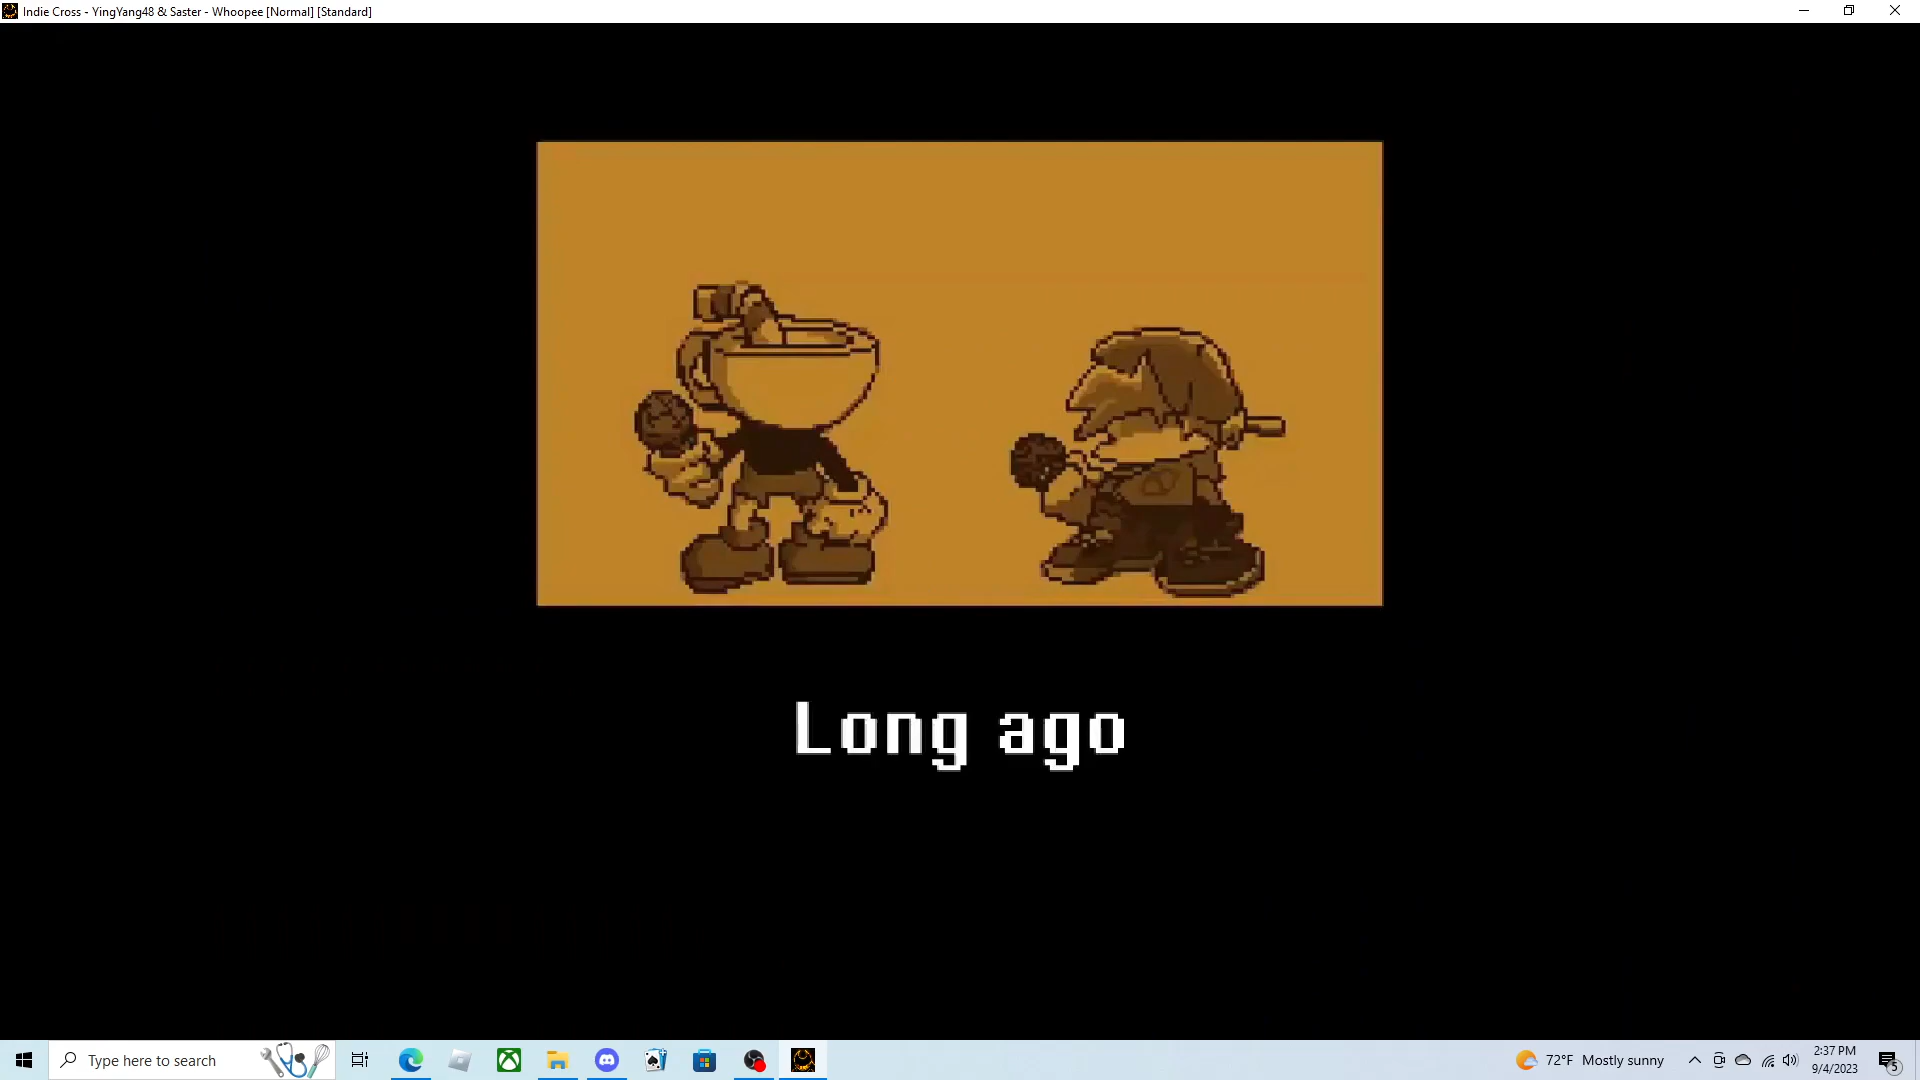 Indie Cross - YingYang48 & Saster - Whoopee [Normal] [Standard]
Long ago
Type here to search
72°F Mostly sunny
2:37 PM
9/4/2023
5